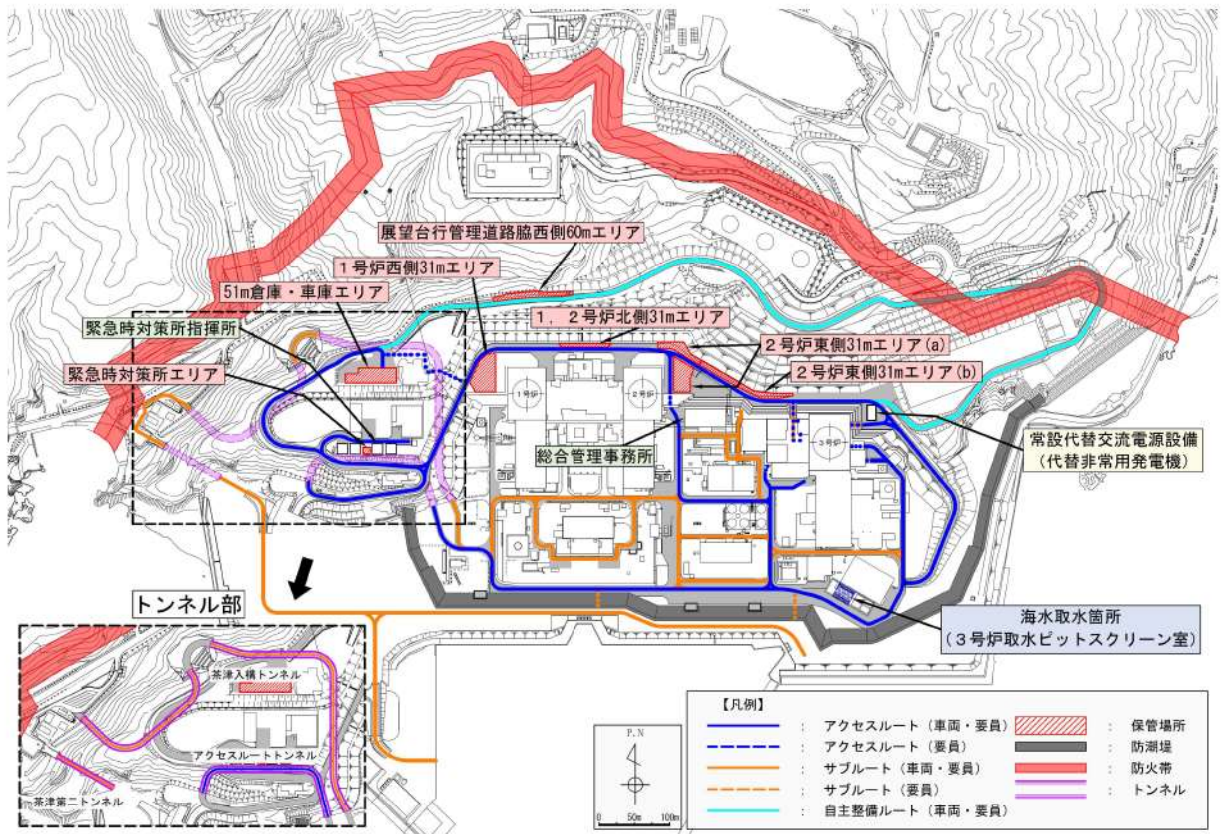 展望台行管理道路脇西側60mエリア
1号炉西側31mエリア
51m倉庫・車庫エリア
1,2号炉北側31mエリア
緊急時対策所指揮所
2号炉東側31mエリア(a)
緊急時対策所エリア
2号炉東側31mエリア(b)
1号炉
2号炉
3号炉
総合管理事務所
常設代替交流電源設備
(代替非常用発電機)
トンネル部
海水取水箇所
(3号炉取水ピットスクリーン室)
茶津入構トンネル
アクセスルートトンネル
茶津第二トンネル
P.N
0 50m 100m
【凡例】
: アクセスルート(車両・要員)
: アクセスルート(要員)
: サブルート(車両・要員)
: サブルート(要員)
: 自主整備ルート(車両・要員)
: 保管場所
: 防潮堤
: 防火帯
: トンネル